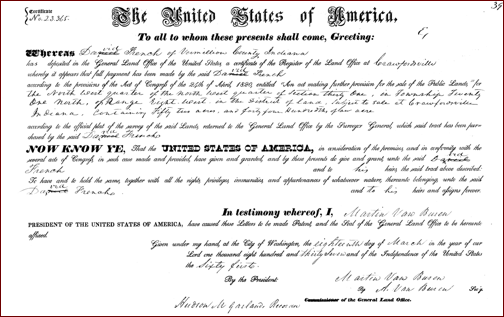 Certificate
No. 23.365.
39
The United States of America,
To all to whom these presents shall come, Greeting:
Whereas David French of Vermillion County Indiana
has deposited in the General Land Office of the United States, a certificate of the Register of the Land Office at Crawfordsville
whereby it appears that full payment has been made by the said David French
according to the provisions of the Act of Congress of the 24th of April, 1820, entitled "An act making further provision for the sale of the Public Lands," for
the North West quarter of the North West quarter of Section thirty one, in Township Twenty
One North, of Range Eight West in the District of Land, Subject to Sale at Crawfordsville
Indiana, containing fifty two acres, and forty four hundredths of an acre
according to the official plat of the survey of the said Lands, returned to the General Land Office by the Surveyor General, which said tract has been purchased
by the said David French
NOW KNOW YE, That the UNITED STATES OF AMERICA, in consideration of the premises, and in conformity with the
several acts of Congress, in such case made and provided, have given and granted, and by these presents do give and grant, unto the said David
French and to his heirs the said tract above described:
To have and to hold the same, together with all the rights, privileges, immunities, and appurtenances of whatsoever nature, thereunto belonging, unto the said
David French and to his heirs and assigns forever.
In testimony whereof, I, Martin Van Buren
PRESIDENT OF THE UNITED STATES OF AMERICA, have caused these Letters to be made Patent, and the Seal of the General Land Office to be hereunto
affixed.
Given under my hand, at the City of Washington, the eighteenth day of March in the year of our
Lord one thousand eight hundred and thirty seven and of the Independence of the United States
the Sixty first.
By the President: Martin Van Buren
By A. Van Buren Sec'y
Hudson M Garland Recorder of the General Land Office.